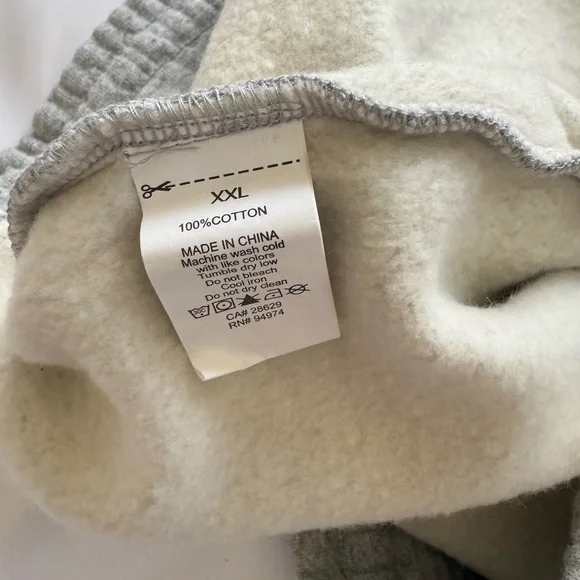 XXL
100%COTTON
MADE IN CHINA
Machine wash cold
with like colors
Tumble dry low
Do not bleach
Cool iron
Do not dry clean
CA# 28629
RN# 94974